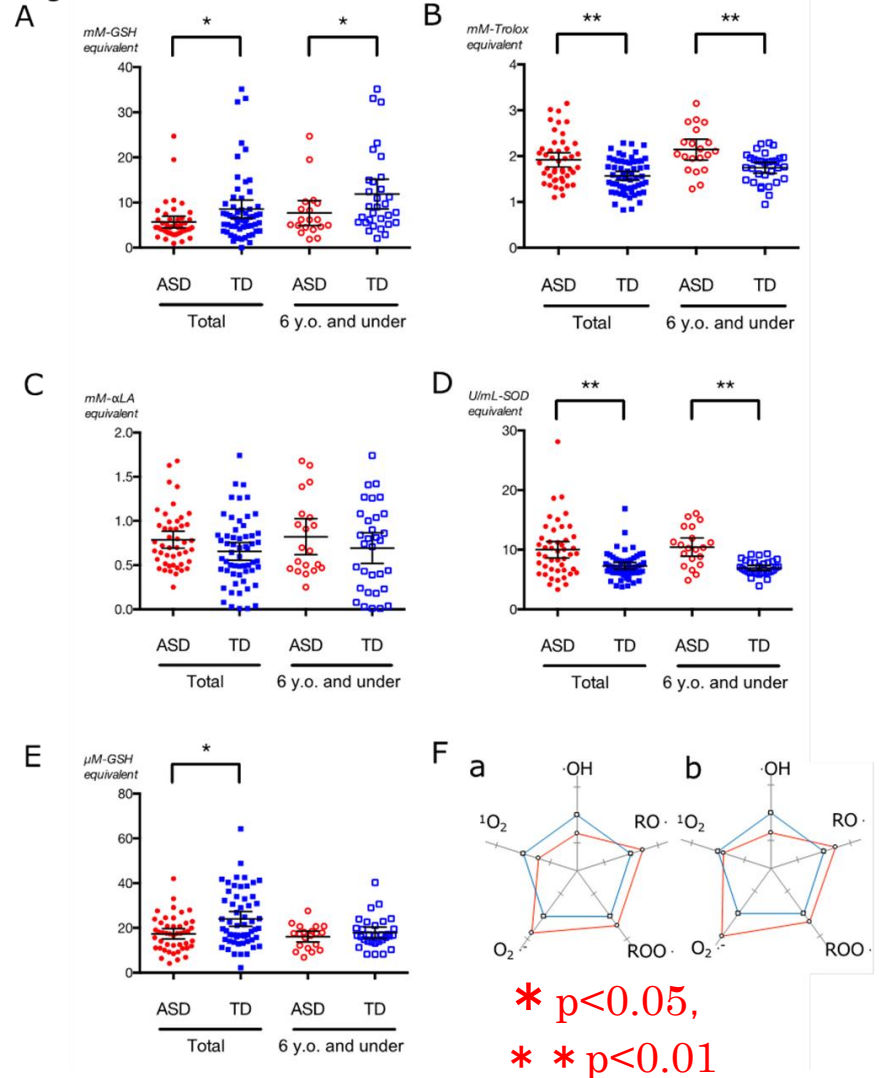 A
mM-GSH
equivalent
*
*
40
30
20
10
0
ASD
TD
ASD
TD
Total
6 y.o. and under
B
mM-Trolox
equivalent
**
**
4
3
2
1
0
ASD
TD
ASD
TD
Total
6 y.o. and under
C
mM-αLA
equivalent
2.0
1.5
1.0
0.5
0.0
ASD
TD
ASD
TD
Total
6 y.o. and under
D
U/mL-SOD
equivalent
**
**
30
20
10
0
ASD
TD
ASD
TD
Total
6 y.o. and under
E
μM-GSH
equivalent
*
80
60
40
20
0
ASD
TD
ASD
TD
Total
6 y.o. and under
F
a
·OH
¹O₂
RO·
O₂·⁻
ROO·
b
·OH
¹O₂
RO·
O₂·⁻
ROO·
* p<0.05,
* * p<0.01